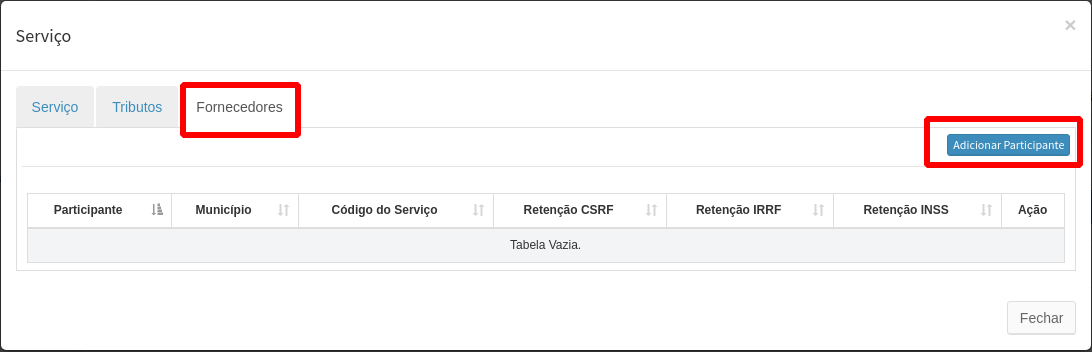 Serviço
×
Serviço Tributos Fornecedores
Adicionar Participante
Participante Município Código do Serviço Retenção CSRF Retenção IRRF Retenção INSS Ação
Tabela Vazia.
Fechar